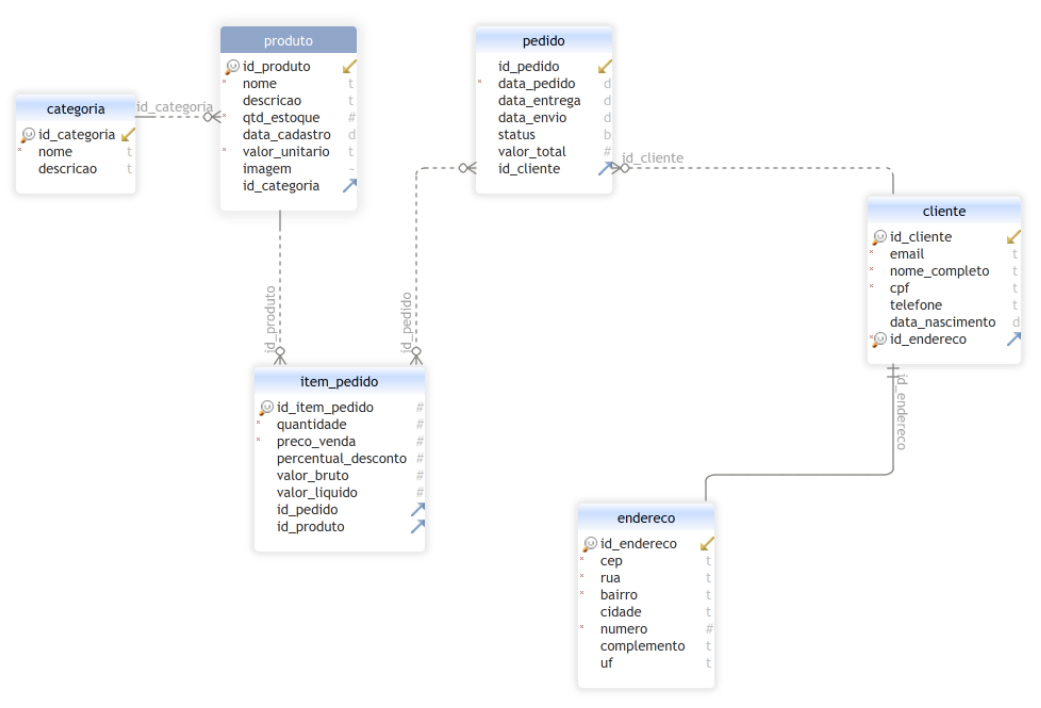 produto
id_produto
* nome t
descricao t
* qtd_estoque #
data_cadastro d
* valor_unitario t
imagem ~
id_categoria
pedido
id_pedido
* data_pedido d
data_entrega d
data_envio d
status b
valor_total #
id_cliente
categoria
id_categoria
* nome t
descricao t
id_categoria
id_cliente
cliente
id_cliente
* email t
* nome_completo t
* cpf t
telefone t
data_nascimento d
* id_endereco
id_produto
id_pedido
item_pedido
id_item_pedido #
* quantidade #
* preco_venda #
percentual_desconto #
valor_bruto #
valor_liquido #
id_pedido
id_produto
id_endereco
endereco
id_endereco
* cep t
* rua t
* bairro t
cidade t
* numero #
complemento t
uf t